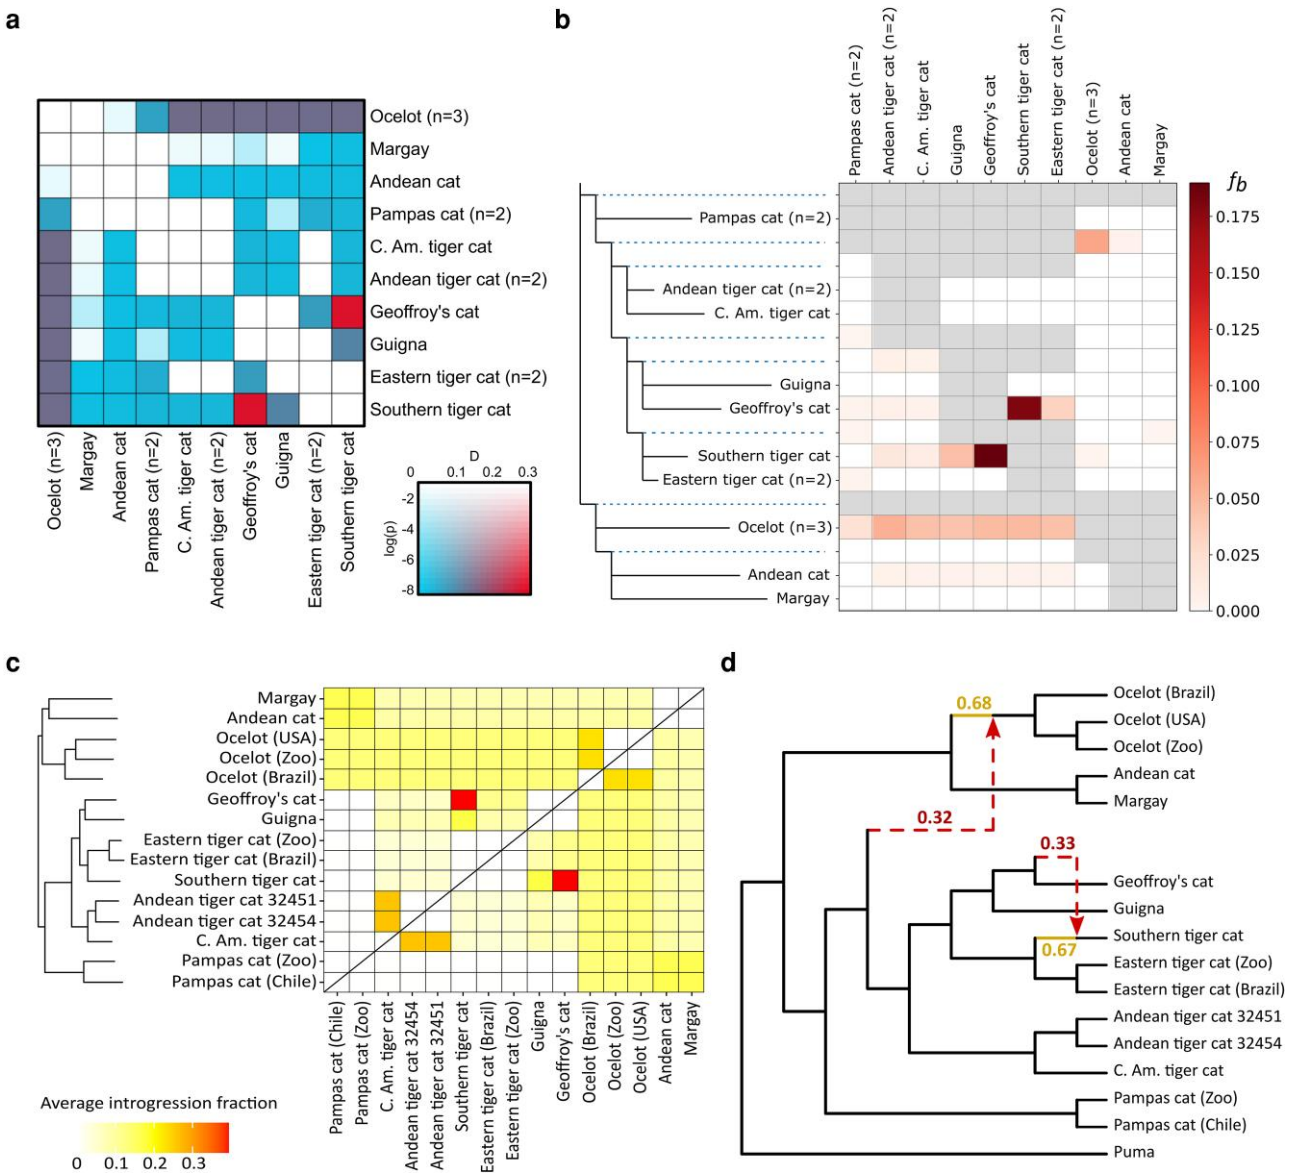 a
Ocelot (n=3)
Margay
Andean cat
Pampas cat (n=2)
C. Am. tiger cat
Andean tiger cat (n=2)
Geoffroy's cat
Guigna
Eastern tiger cat (n=2)
Southern tiger cat
Ocelot (n=3)
Margay
Andean cat
Pampas cat (n=2)
C. Am. tiger cat
Andean tiger cat (n=2)
Geoffroy's cat
Guigna
Eastern tiger cat (n=2)
Southern tiger cat
D
0 0.1 0.2 0.3
log(p)
-2
-4
-6
-8
b
Pampas cat (n=2)
Andean tiger cat (n=2)
C. Am. tiger cat
Guigna
Geoffroy's cat
Southern tiger cat
Eastern tiger cat (n=2)
Ocelot (n=3)
Andean cat
Margay
Pampas cat (n=2)
Andean tiger cat (n=2)
C. Am. tiger cat
Guigna
Geoffroy's cat
Southern tiger cat
Eastern tiger cat (n=2)
Ocelot (n=3)
Andean cat
Margay
fb
0.175
0.150
0.125
0.100
0.075
0.050
0.025
0.000
c
Margay
Andean cat
Ocelot (USA)
Ocelot (Zoo)
Ocelot (Brazil)
Geoffroy's cat
Guigna
Eastern tiger cat (Zoo)
Eastern tiger cat (Brazil)
Southern tiger cat
Andean tiger cat 32451
Andean tiger cat 32454
C. Am. tiger cat
Pampas cat (Zoo)
Pampas cat (Chile)
Pampas cat (Chile)
Pampas cat (Zoo)
C. Am. tiger cat
Andean tiger cat 32454
Andean tiger cat 32451
Southern tiger cat
Eastern tiger cat (Brazil)
Eastern tiger cat (Zoo)
Guigna
Geoffroy's cat
Ocelot (Brazil)
Ocelot (Zoo)
Ocelot (USA)
Andean cat
Margay
Average introgression fraction
0 0.1 0.2 0.3
d
0.68
0.32
0.33
0.67
Ocelot (Brazil)
Ocelot (USA)
Ocelot (Zoo)
Andean cat
Margay
Geoffroy's cat
Guigna
Southern tiger cat
Eastern tiger cat (Zoo)
Eastern tiger cat (Brazil)
Andean tiger cat 32451
Andean tiger cat 32454
C. Am. tiger cat
Pampas cat (Zoo)
Pampas cat (Chile)
Puma